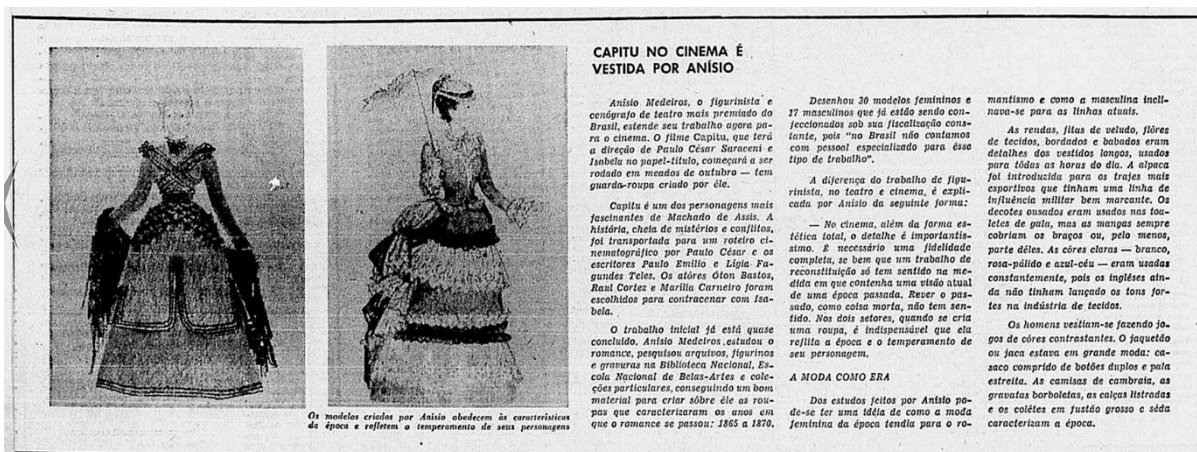 CAPITU NO CINEMA É
VESTIDA POR ANÍSIO
Anísio Medeiros, o figurinista e
cenógrafo de teatro mais premiado do
Brasil, estende seu trabalho agora pa-
ra o cinema. O filme Capitu, que terá
a direção de Paulo César Saraceni e
Isabela no papel-título, começará a ser
rodado em meados de outubro — tem
guarda-roupa criado por êle.
Capitu é um dos personagens mais
fascinantes de Machado de Assis. A
história, cheia de mistérios e conflitos,
foi transportada para um roteiro ci-
nematográfico por Paulo César e os
escritores Paulo Emílio e Lígia Fa-
gundes Teles. Os atôres Óton Bastos,
Raul Cortez e Marília Carneiro foram
escolhidos para contracenar com Isa-
bela.
O trabalho inicial já está quase
concluído. Anísio Medeiros estudou o
romance, pesquisou arquivos, figurinos
e gravuras na Biblioteca Nacional, Es-
cola Nacional de Belas-Artes e cole-
ções particulares, conseguindo um bom
material para criar sôbre êle as rou-
pas que caracterizaram os anos em
que o romance se passou: 1865 a 1870.
Desenhou 30 modelos femininos e
17 masculinos que já estão sendo con-
feccionados sob sua fiscalização cons-
tante, pois "no Brasil não contamos
com pessoal especializado para êsse
tipo de trabalho".
A diferença do trabalho de figu-
rinista, no teatro e cinema, é expli-
cada por Anísio da seguinte forma:
— No cinema, além da forma es-
tética total, o detalhe é importantís-
simo. É necessário uma fidelidade
completa, se bem que um trabalho de
reconstituição só tem sentido na me-
dida em que contenha uma visão atual
de uma época passada. Rever o pas-
sado, como coisa morta, não tem sen-
tido. Nos dois setores, quando se cria
uma roupa, é indispensável que ela
reflita a época e o temperamento de
seu personagem.
A MODA COMO ERA
Dos estudos feitos por Anísio po-
de-se ter uma idéia de como a moda
feminina da época tendia para o ro-
mantismo e como a masculina incli-
nava-se para as linhas atuais.
As rendas, fitas de veludo, flôres
de tecidos, bordados e babados eram
detalhes dos vestidos longos, usados
para tôdas as horas do dia. A alpaca
foi introduzida para os trajes mais
esportivos que tinham uma linha de
influência militar bem marcante. Os
decotes ousados eram usados nas toa-
letes de gala, mas as mangas sempre
cobriam os braços ou, pelo menos,
parte dêles. As côres claras — branco,
rosa-pálido e azul-céu — eram usadas
constantemente, pois os inglêses ain-
da não tinham lançado os tons for-
tes na indústria de tecidos.
Os homens vestiam-se fazendo jo-
gos de côres contrastantes. O jaquetão
ou jaca estava em grande moda: ca-
saco comprido de botões duplos e pala
estreita. As camisas de cambraia, as
gravatas borboletas, as calças listradas
e os colêtes em fustão grosso e sêda
caracterizam a época.
Os modelos criados por Anísio obedecem às características
da época e refletem o temperamento de seus personagens